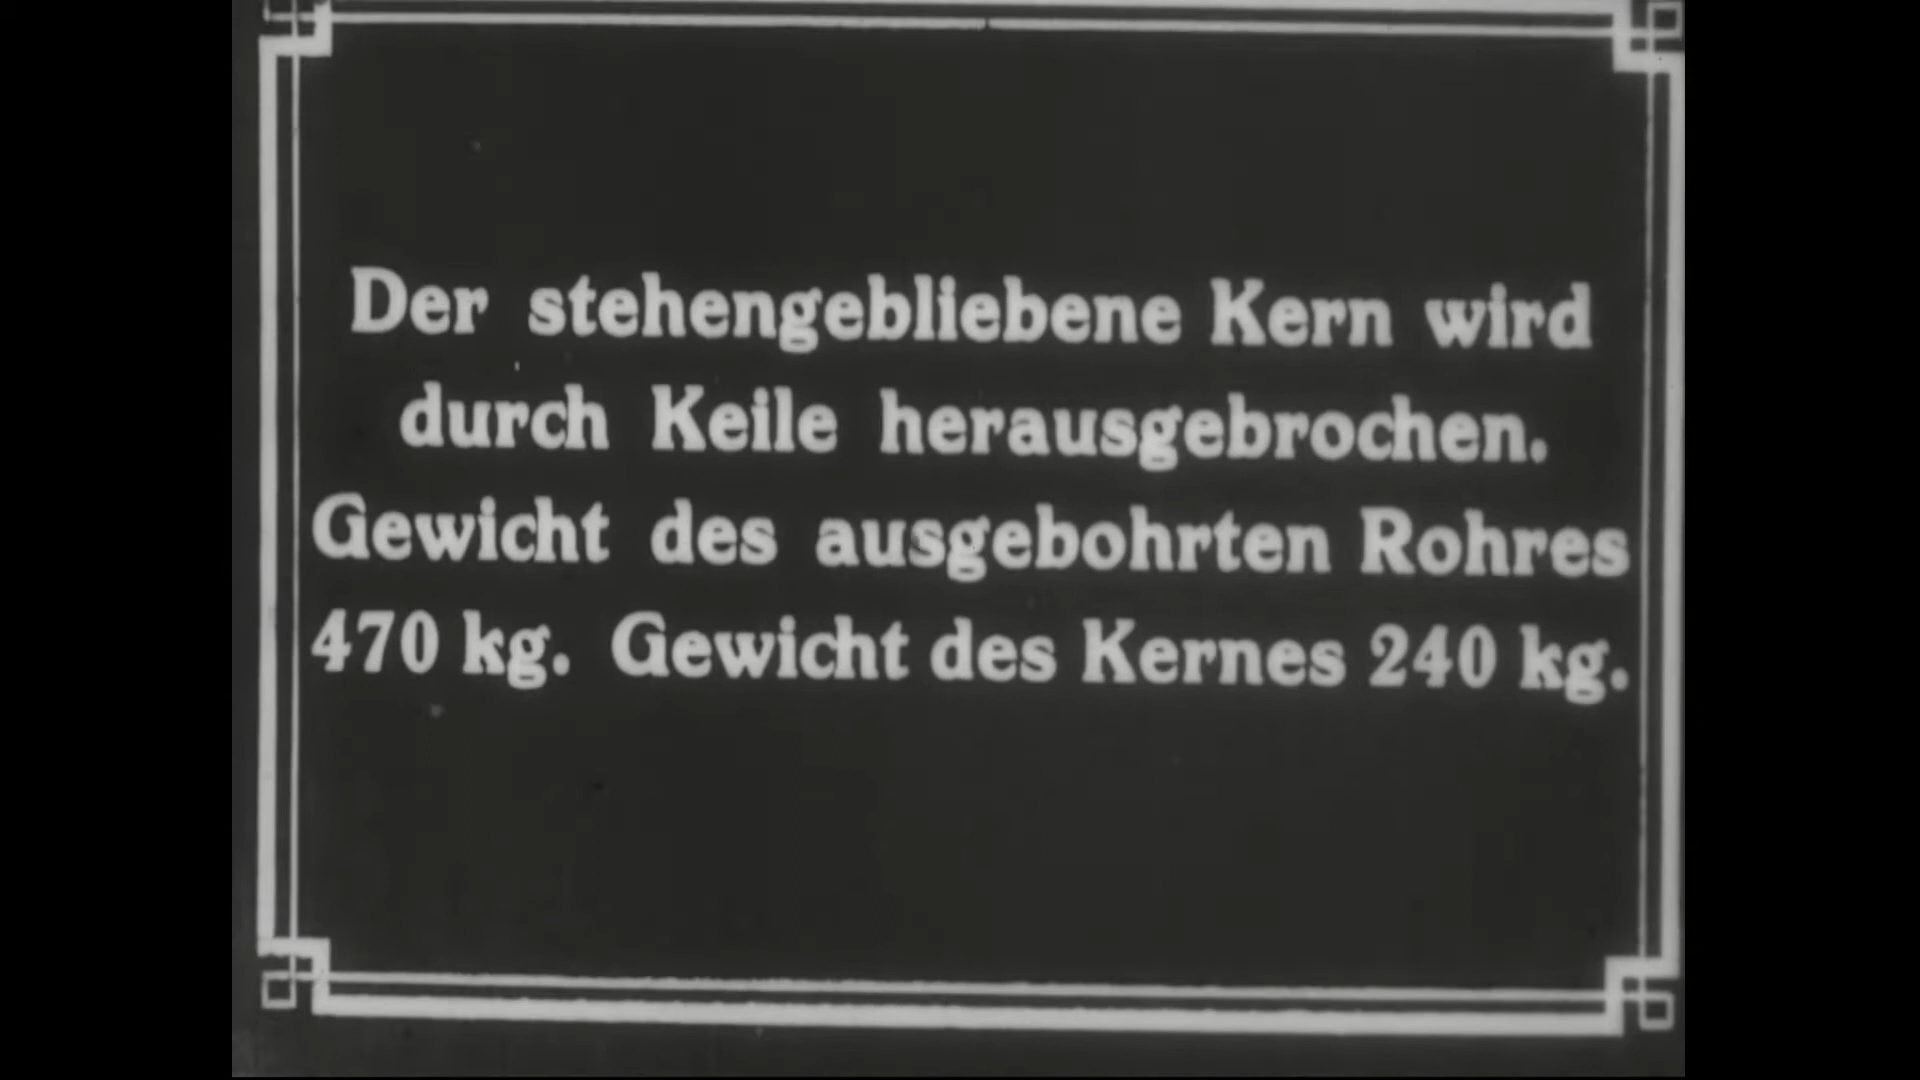 Der stehengebliebene Kern wird
durch Keile herausgebrochen.
Gewicht des ausgebohrten Rohres
470 kg. Gewicht des Kernes 240 kg.